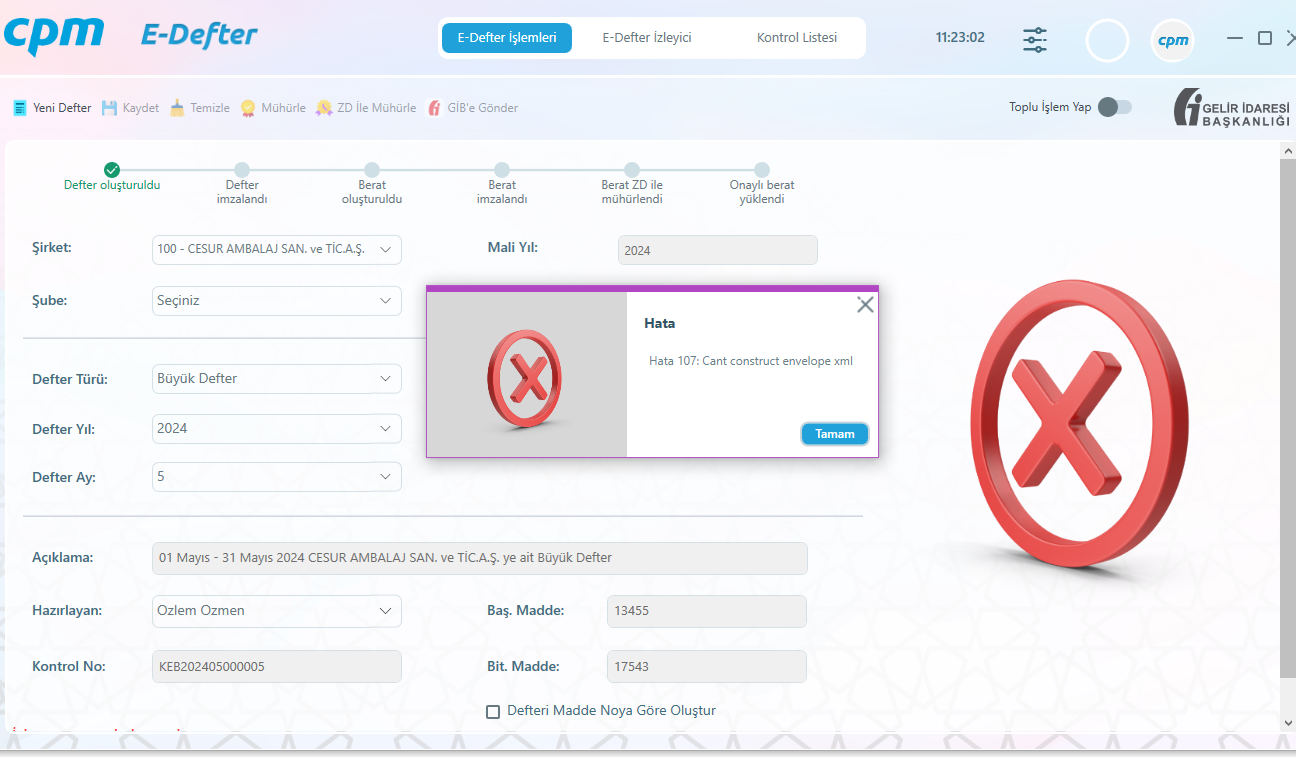 cpm
E-Defter
E-Defter İşlemleri
E-Defter İzleyici
Kontrol Listesi
11:23:02
cpm
Yeni Defter
Kaydet
Temizle
Mühürle
ZD İle Mühürle
GİB'e Gönder
Toplu İşlem Yap
GELİR İDARESİ
BAŞKANLIĞI
Defter oluşturuldu
Defter
imzalandı
Berat
oluşturuldu
Berat
imzalandı
Berat ZD ile
mühürlendi
Onaylı berat
yüklendi
Şirket:
100 - CESUR AMBALAJ SAN. ve TİC.A.Ş.
Mali Yıl:
2024
Şube:
Seçiniz
Hata
Hata 107: Cant construct envelope xml
Tamam
Defter Türü:
Büyük Defter
Defter Yıl:
2024
Defter Ay:
5
Açıklama:
01 Mayıs - 31 Mayıs 2024 CESUR AMBALAJ SAN. ve TİC.A.Ş. ye ait Büyük Defter
Hazırlayan:
Ozlem Ozmen
Baş. Madde:
13455
Kontrol No:
KEB202405000005
Bit. Madde:
17543
Defteri Madde Noya Göre Oluştur